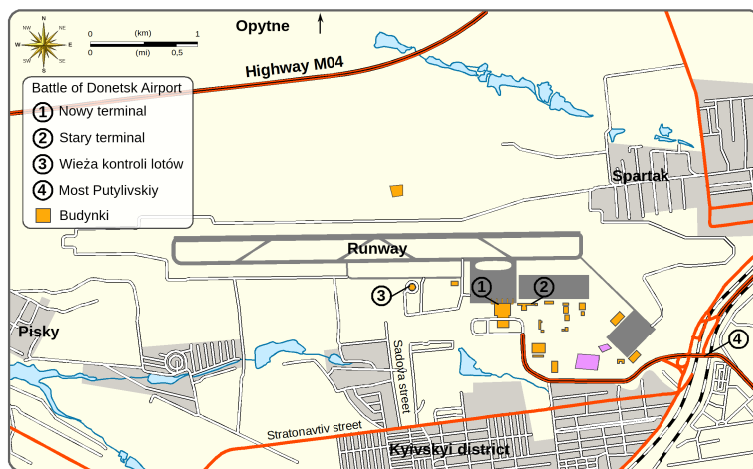 Opytne
N
NW
NE
W
E
SW
SE
S
0
(km)
1
0
(mi)
0,5
Highway M04
Battle of Donetsk Airport
1 Nowy terminal
2 Stary terminal
3 Wieża kontroli lotów
4 Most Putylivskiy
Budynki
Spartak
Runway
1
2
3
Pisky
4
Sadova street
Stratonavtiv street
Kyivskyi district